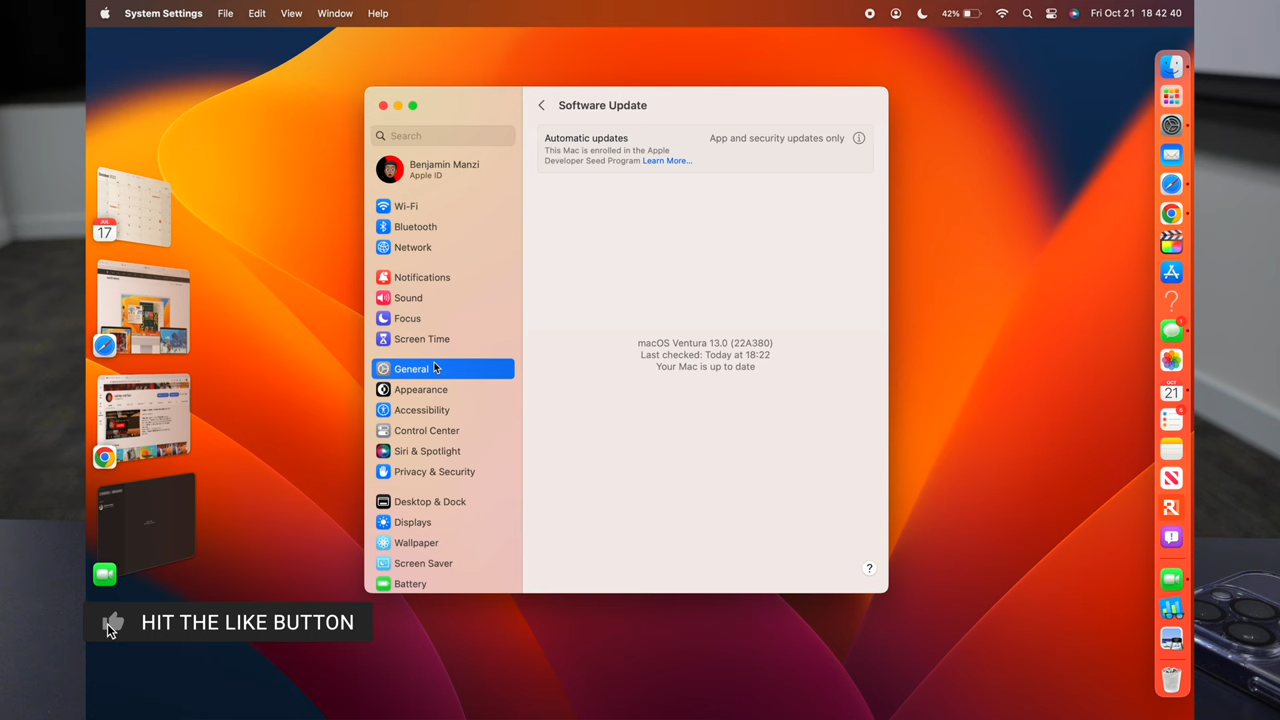 System Settings File Edit View Window Help
42% Fri Oct 21 18 42 40
Software Update
Search
Automatic updates
App and security updates only
This Mac is enrolled in the Apple
Developer Seed Program Learn More...
Benjamin Manzi
Apple ID
Wi-Fi
Bluetooth
Network
Notifications
Sound
Focus
Screen Time
General
Appearance
Accessibility
Control Center
Siri & Spotlight
Privacy & Security
Desktop & Dock
Displays
Wallpaper
Screen Saver
Battery
macOS Ventura 13.0 (22A380)
Last checked: Today at 18:22
Your Mac is up to date
?
JUL
17
OCT
21
HIT THE LIKE BUTTON